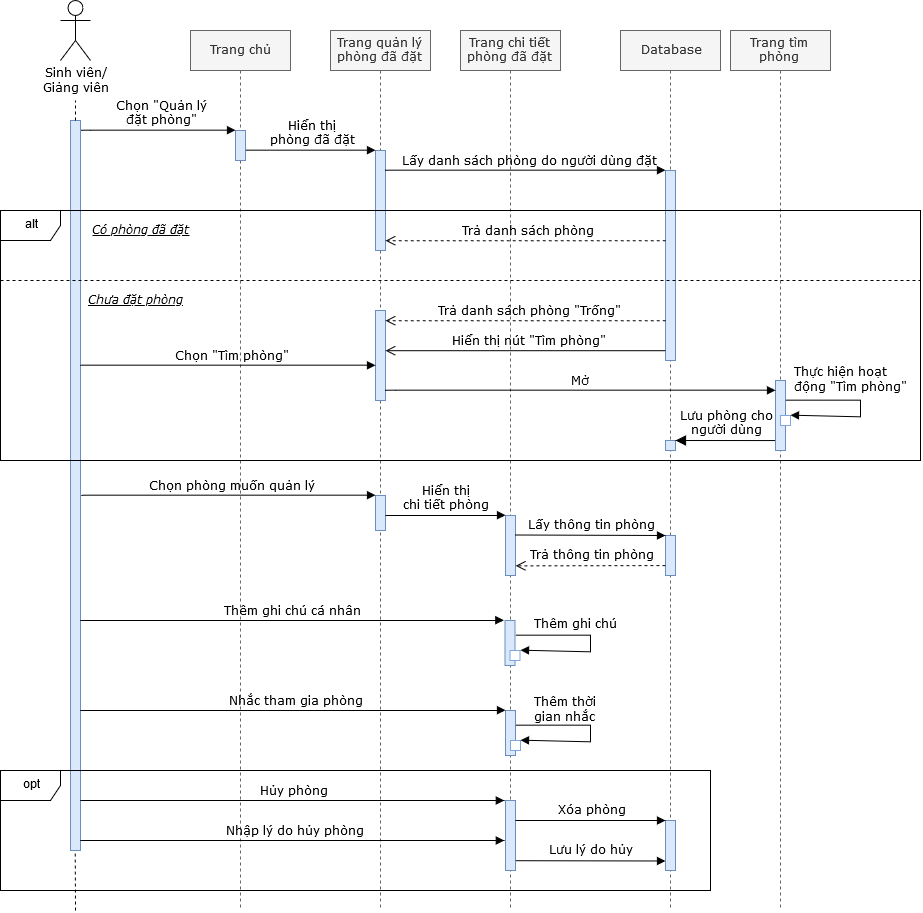 Sinh viên/
Giảng viên
Trang chủ
Trang quản lý
phòng đã đặt
Trang chi tiết
phòng đã đặt
Database
Trang tìm
phòng
Chọn "Quản lý
đặt phòng"
Hiển thị
phòng đã đặt
Lấy danh sách phòng do người dùng đặt
alt
Có phòng đã đặt
Trả danh sách phòng
Chưa đặt phòng
Trả danh sách phòng "Trống"
Hiển thị nút "Tìm phòng"
Chọn "Tìm phòng"
Mở
Thực hiện hoạt
động "Tìm phòng"
Lưu phòng cho
người dùng
Chọn phòng muốn quản lý
Hiển thị
chi tiết phòng
Lấy thông tin phòng
Trả thông tin phòng
Thêm ghi chú cá nhân
Thêm ghi chú
Nhắc tham gia phòng
Thêm thời
gian nhắc
opt
Hủy phòng
Xóa phòng
Nhập lý do hủy phòng
Lưu lý do hủy